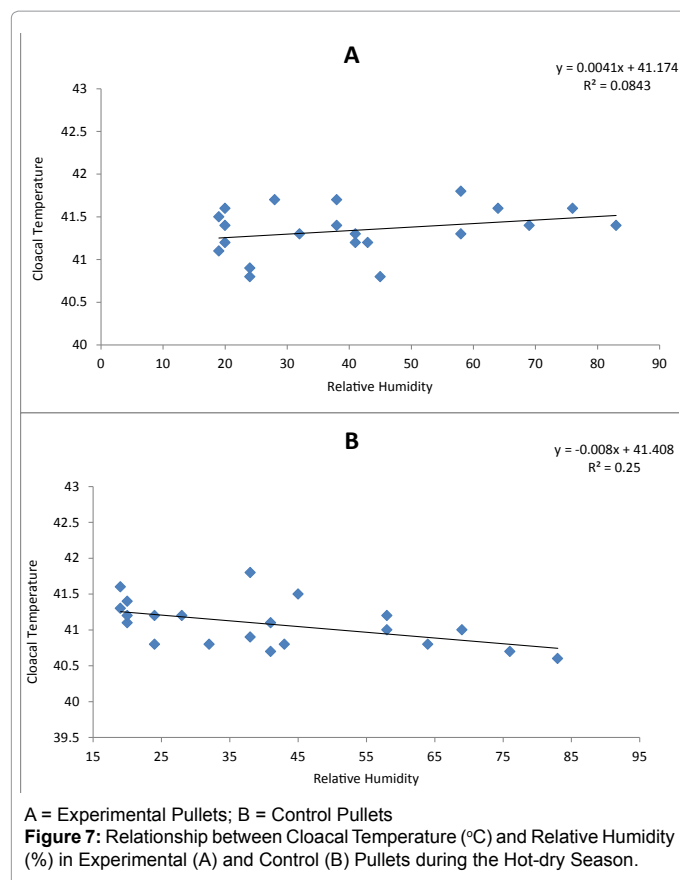 A
y = 0.0041x + 41.174
R² = 0.0843
43
42.5
42
41.5
41
40.5
40
Cloacal Temperature
0 10 20 30 40 50 60 70 80 90
Relative Humidity
B
y = -0.008x + 41.408
R² = 0.25
43
42.5
42
41.5
41
40.5
40
39.5
Cloacal Temperature
15 25 35 45 55 65 75 85 95
Relative Humidity
A = Experimental Pullets; B = Control Pullets
Figure 7: Relationship between Cloacal Temperature (°C) and Relative Humidity
(%) in Experimental (A) and Control (B) Pullets during the Hot-dry Season.